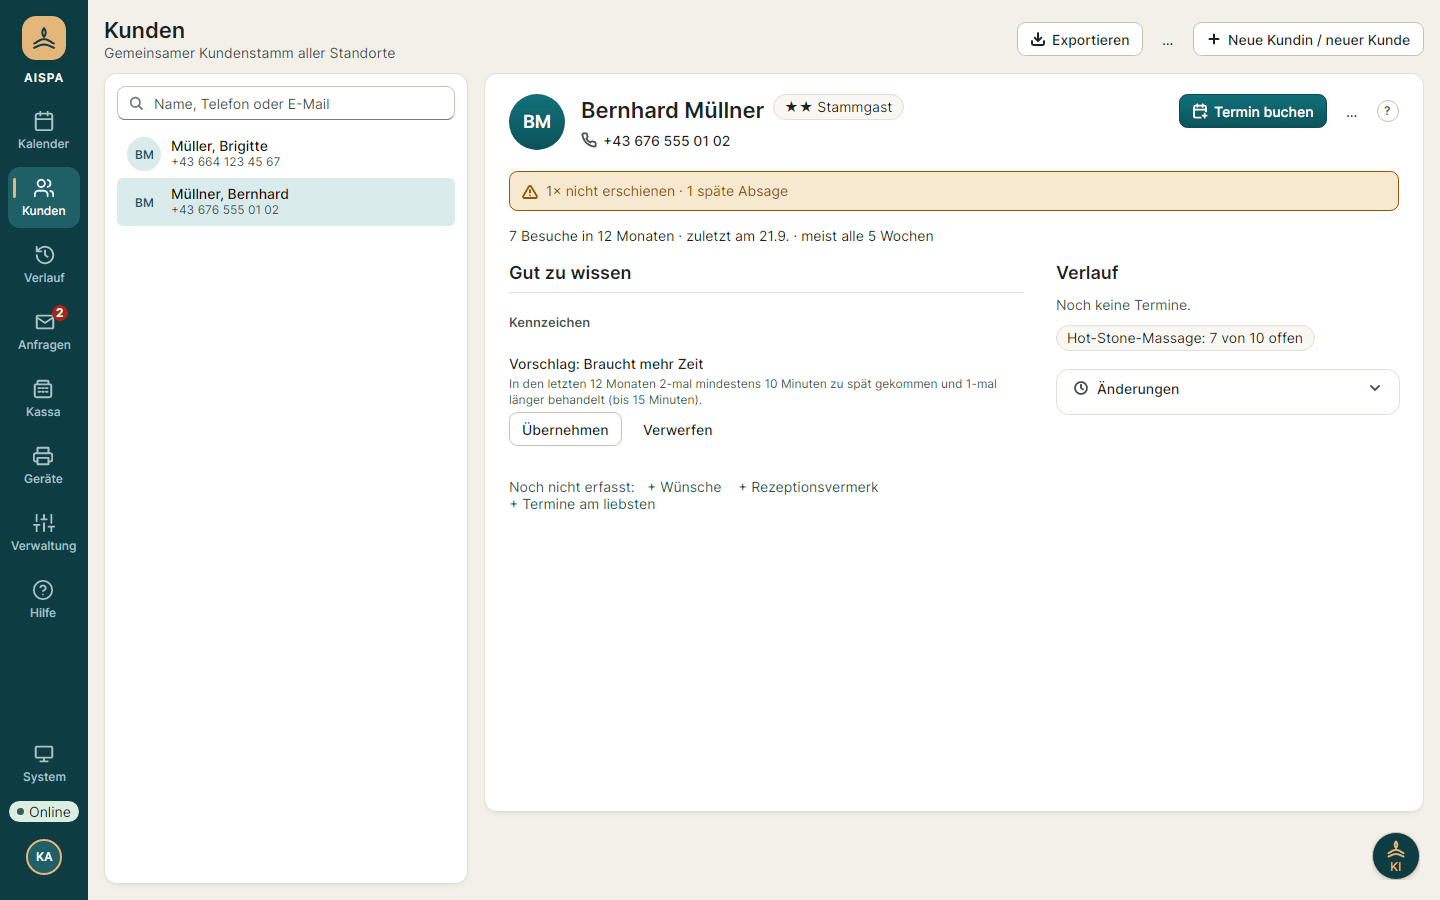 AISPA
Kalender
Kunden
Verlauf
2
Anfragen
Kassa
Geräte
Verwaltung
Hilfe
System
Online
KA
Kunden
Gemeinsamer Kundenstamm aller Standorte
Exportieren
...
+ Neue Kundin / neuer Kunde
Name, Telefon oder E-Mail
BM
Müller, Brigitte
+43 664 123 45 67
BM
Müllner, Bernhard
+43 676 555 01 02
BM
Bernhard Müllner
★★ Stammgast
+43 676 555 01 02
Termin buchen
...
?
1× nicht erschienen · 1 späte Absage
7 Besuche in 12 Monaten · zuletzt am 21.9. · meist alle 5 Wochen
Gut zu wissen
Kennzeichen
Vorschlag: Braucht mehr Zeit
In den letzten 12 Monaten 2-mal mindestens 10 Minuten zu spät gekommen und 1-mal
länger behandelt (bis 15 Minuten).
Übernehmen
Verwerfen
Noch nicht erfasst: + Wünsche + Rezeptionsvermerk
+ Termine am liebsten
Verlauf
Noch keine Termine.
Hot-Stone-Massage: 7 von 10 offen
Änderungen
KI